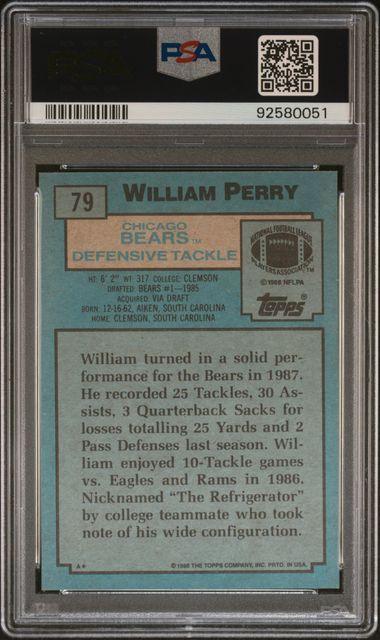 PSA
92580051
79
WILLIAM PERRY
CHICAGO
BEARS™
DEFENSIVE TACKLE
NATIONAL FOOTBALL LEAGUE
PLAYERS ASSOCIATION
© 1988 NFLPA
HT: 6' 2" WT: 317 COLLEGE: CLEMSON
DRAFTED: BEARS #1—1985
ACQUIRED: VIA DRAFT
BORN: 12-16-62, AIKEN, SOUTH CAROLINA
HOME: CLEMSON, SOUTH CAROLINA
Topps®
William turned in a solid per-
formance for the Bears in 1987.
He recorded 25 Tackles, 30 As-
sists, 3 Quarterback Sacks for
losses totalling 25 Yards and 2
Pass Defenses last season. Wil-
liam enjoyed 10-Tackle games
vs. Eagles and Rams in 1986.
Nicknamed “The Refrigerator”
by college teammate who took
note of his wide configuration.
A*
© 1988 THE TOPPS COMPANY, INC. PRTD. IN USA.
PSA